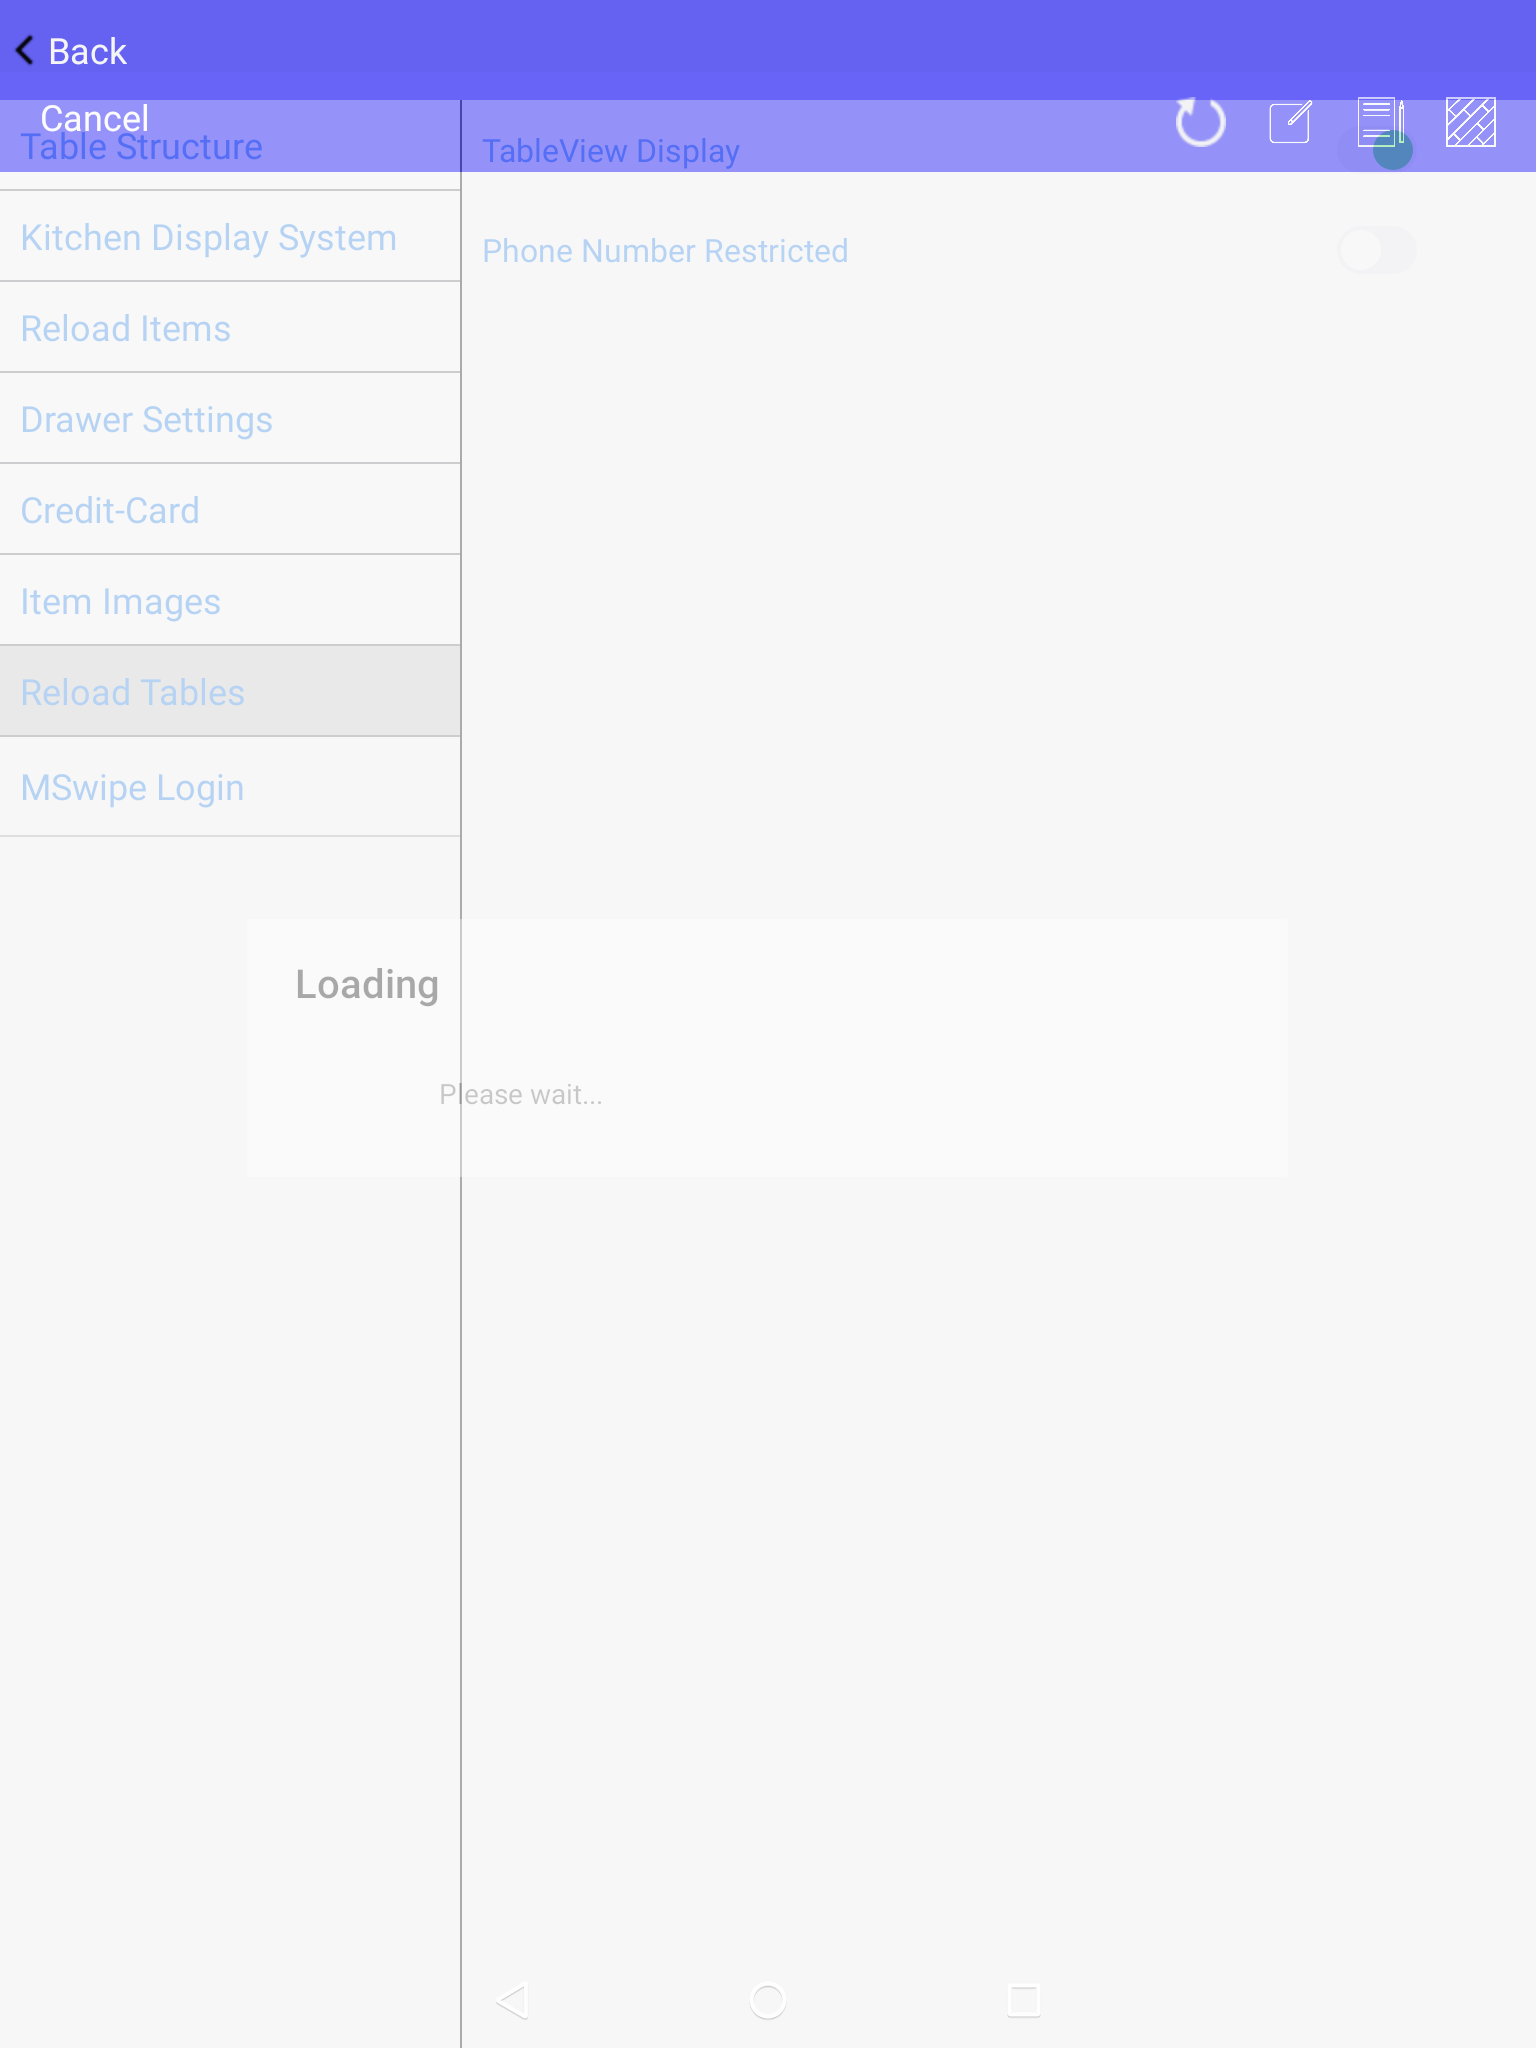 Back
Cancel
Table Structure
TableView Display
Kitchen Display System
Phone Number Restricted
Reload Items
Drawer Settings
Credit-Card
Item Images
Reload Tables
MSwipe Login
Loading
Please wait...